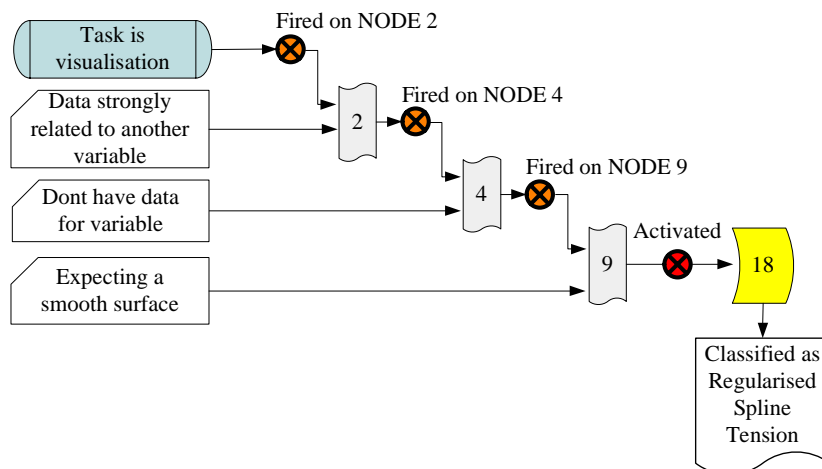 Task is
visualisation
Fired on NODE 2
Data strongly
related to another
variable
2
Fired on NODE 4
Dont have data
for variable
4
Fired on NODE 9
Expecting a
smooth surface
9
Activated
18
Classified as
Regularised
Spline
Tension